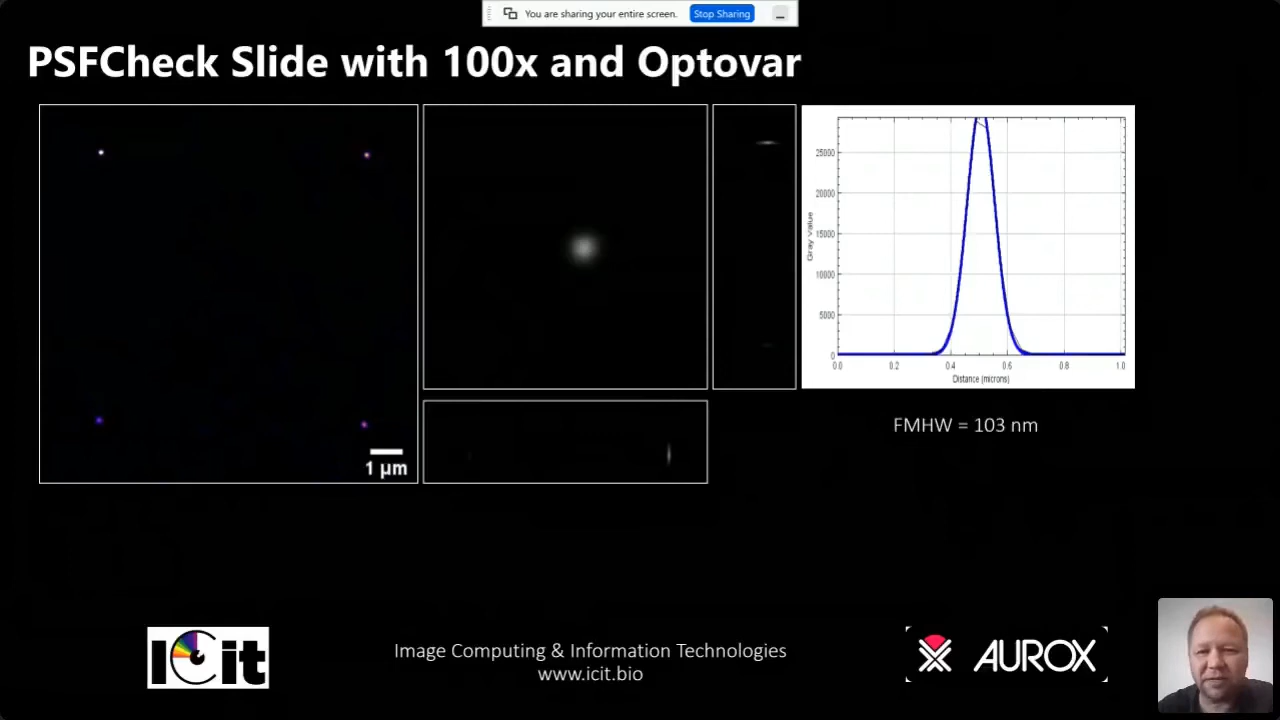 You are sharing your entire screen.
Stop Sharing
PSFCheck Slide with 100x and Optovar
1 µm
Gray Value
25000
20000
15000
10000
5000
0
0.0 0.2 0.4 0.6 0.8 1.0
Distance (microns)
FMHW = 103 nm
ICit
Image Computing & Information Technologies
www.icit.bio
AUROX